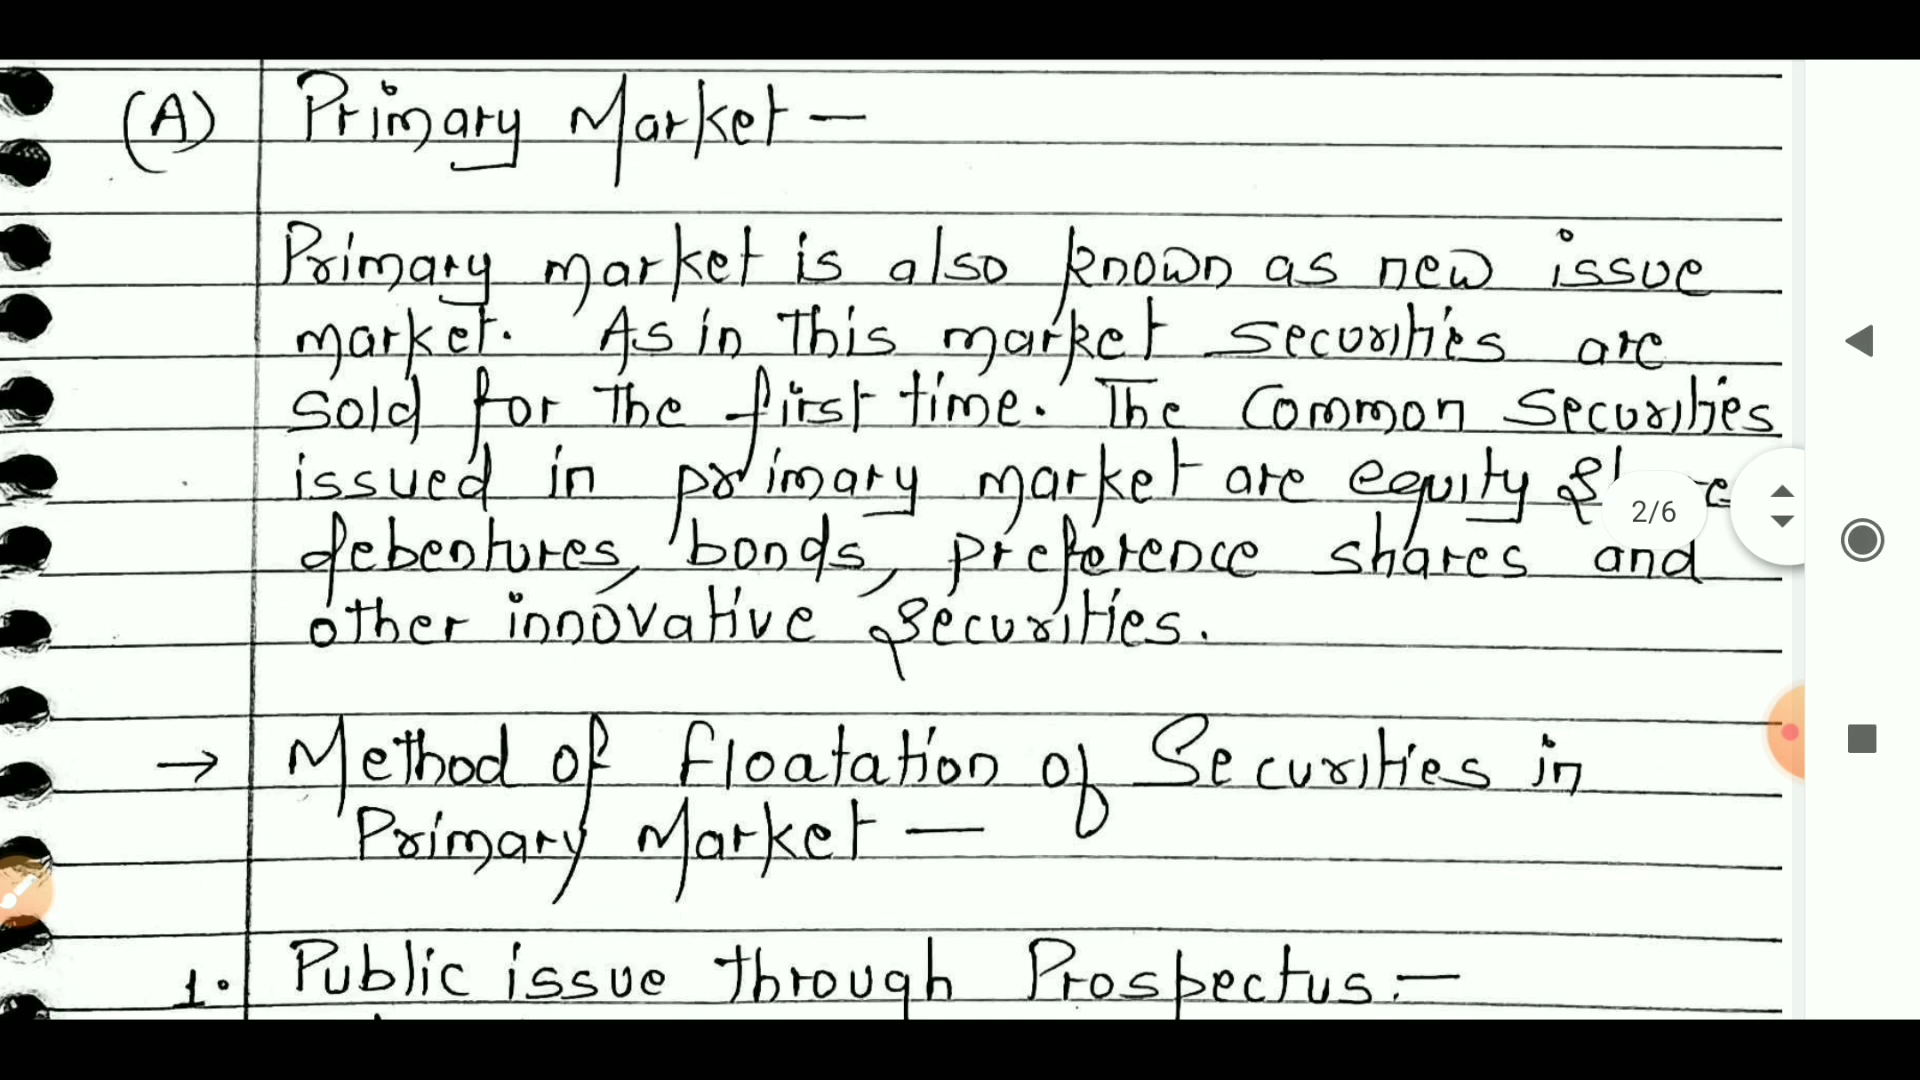 (A) Primary Market —
Primary market is also known as new issue
market. As in this market securities are
sold for the first time. The Common Securities
issued in primary market are equity
debentures, bonds, preference shares and
other innovative securities.
→ Method of floatation of Securities in
Primary Market —
1. Public issue through Prospectus :—
2/6